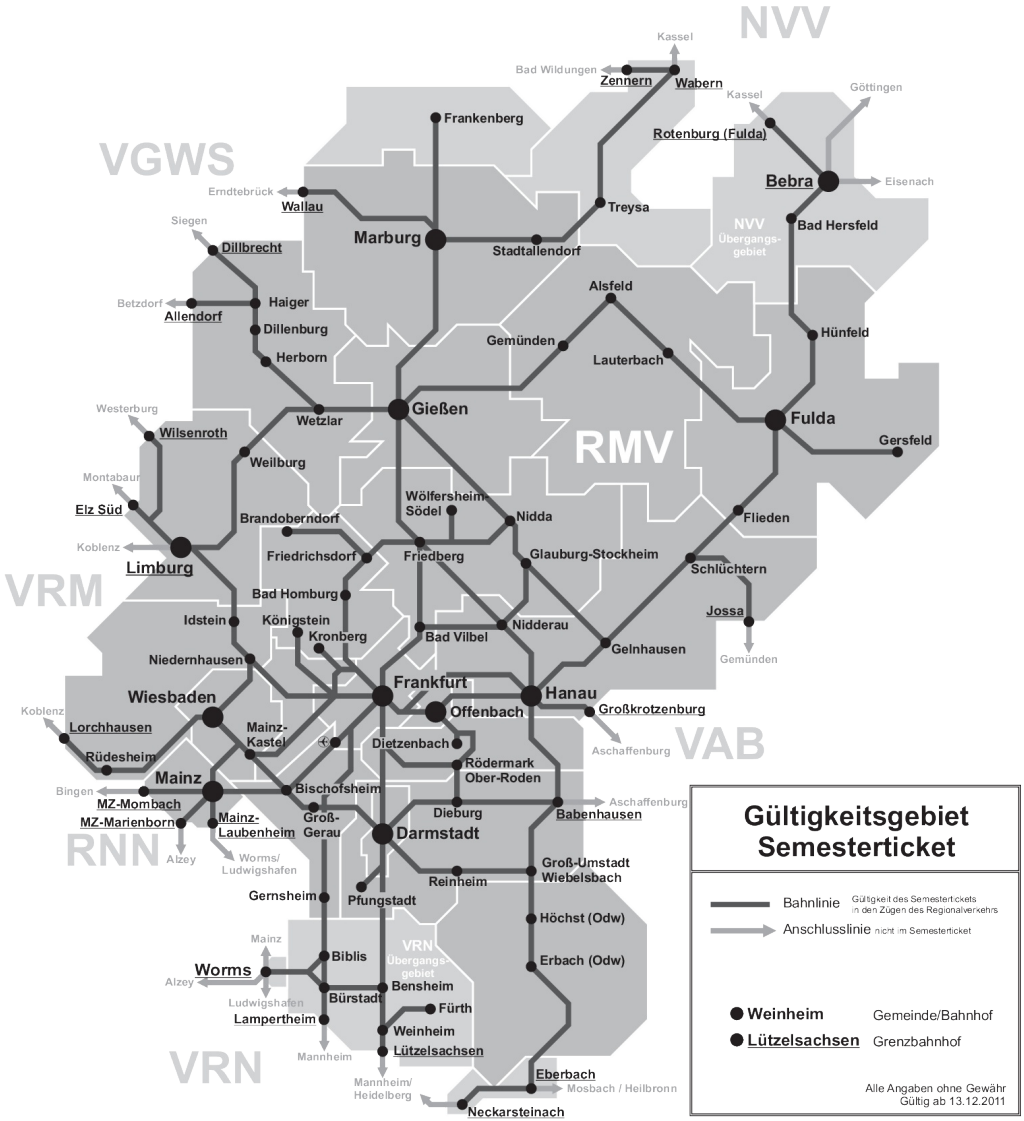 NVV
Kassel
Bad Wildungen
Zennern
Wabern
Kassel
Göttingen
Rotenburg (Fulda)
Frankenberg
VGWS
Bebra
Eisenach
Erndtebrück
Wallau
Treysa
NVV
Übergangs-
gebiet
Bad Hersfeld
Siegen
Marburg
Stadtallendorf
Dillbrecht
Alsfeld
Betzdorf
Allendorf
Haiger
Dillenburg
Gemünden
Lauterbach
Hünfeld
Herborn
Westerburg
Wetzlar
Gießen
Fulda
Wilsenroth
RMV
Gersfeld
Weilburg
Montabaur
Elz Süd
Wölfersheim-
Södel
Brandoberndorf
Nidda
Flieden
Koblenz
Limburg
Friedrichsdorf
Friedberg
Glauburg-Stockheim
Schlüchtern
VRM
Bad Homburg
Jossa
Idstein
Königstein
Kronberg
Bad Vilbel
Nidderau
Gelnhausen
Gemünden
Niedernhausen
Frankfurt
Hanau
Wiesbaden
Offenbach
Großkrotzenburg
Koblenz
Lorchhausen
Mainz-
Kastel
Dietzenbach
Aschaffenburg
VAB
Rüdesheim
Rödermark
Ober-Roden
Mainz
Bischofsheim
Bingen
MZ-Mombach
Dieburg
Babenhausen
Aschaffenburg
MZ-Marienborn
Mainz-
Laubenheim
Groß-
Gerau
Darmstadt
RNN
Alzey
Worms/
Ludwigshafen
Reinheim
Groß-Umstadt
Wiebelsbach
Gernsheim
Pfungstadt
Höchst (Odw)
Mainz
VRN
Übergangs-
gebiet
Biblis
Erbach (Odw)
Worms
Alzey
Ludwigshafen
Bürstadt
Bensheim
Lampertheim
Fürth
Weinheim
Mannheim
Lützelsachsen
VRN
Mannheim/
Heidelberg
Eberbach
Mosbach / Heilbronn
Neckarsteinach
Gültigkeitsgebiet
Semesterticket
Bahnlinie
Gültigkeit des Semestertickets
in den Zügen des Regionalverkehrs
Anschlusslinie nicht im Semesterticket
Weinheim Gemeinde/Bahnhof
Lützelsachsen Grenzbahnhof
Alle Angaben ohne Gewähr
Gültig ab 13.12.2011